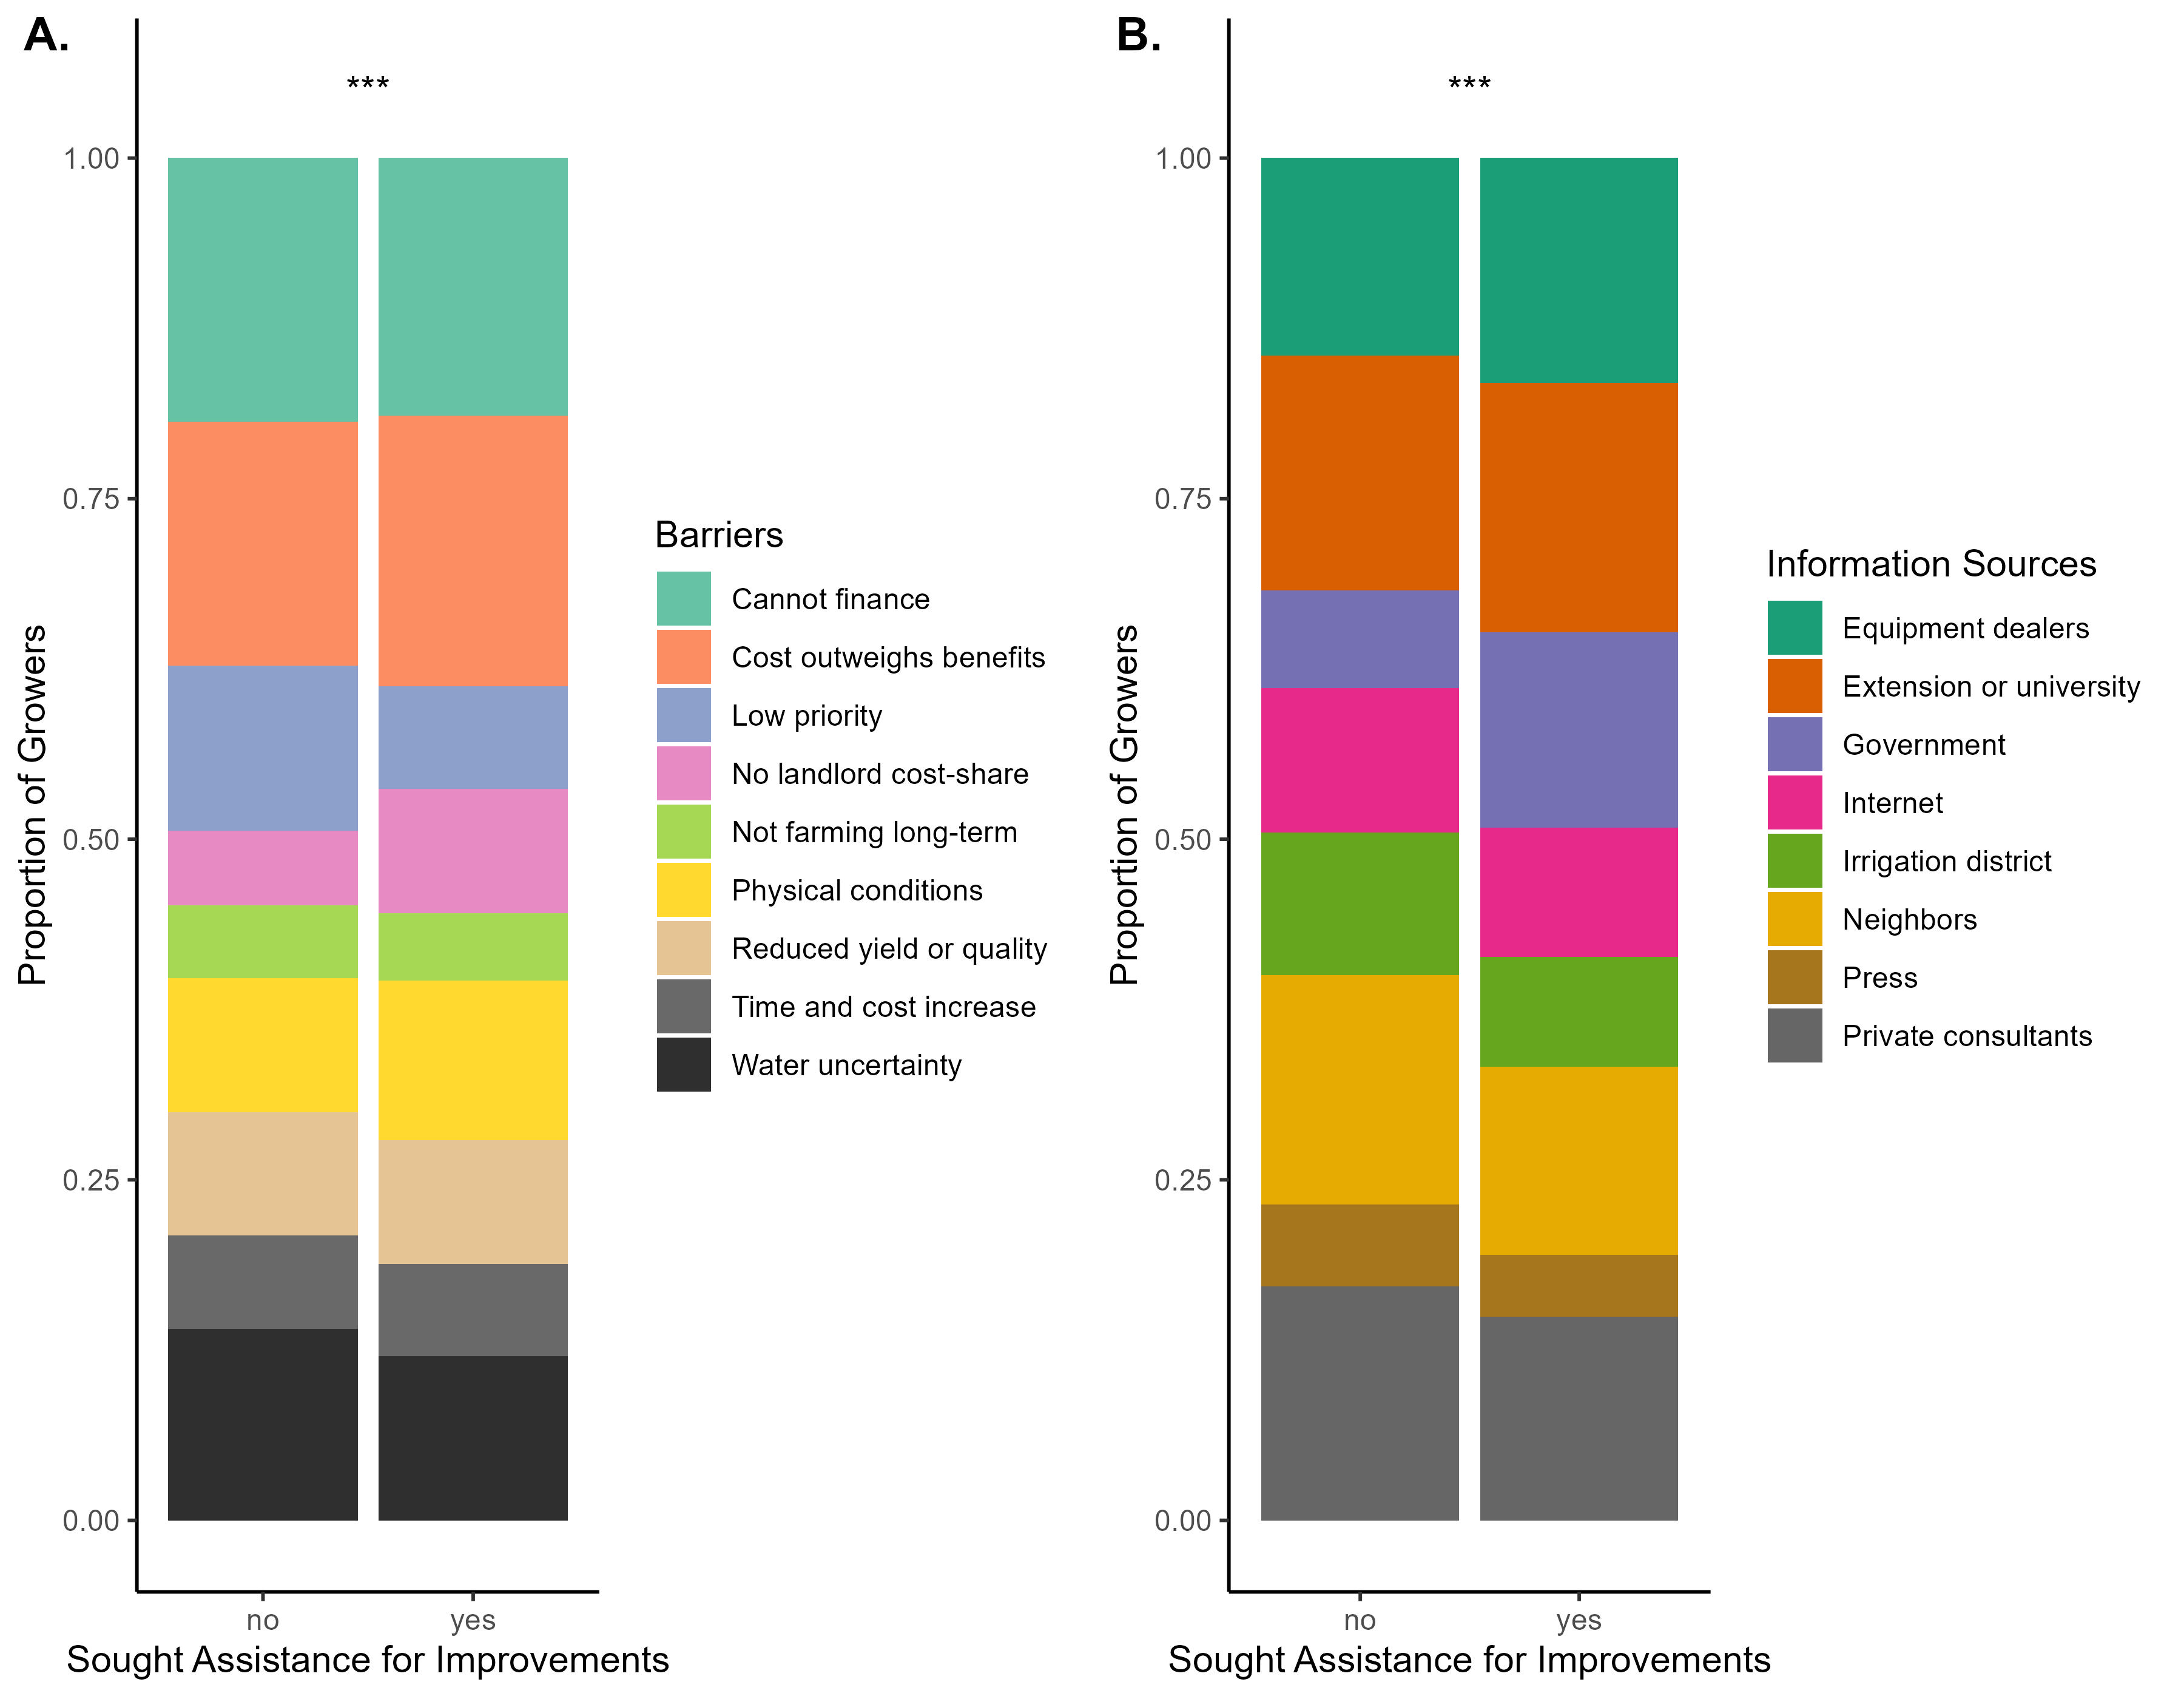 A.
***
1.00
0.75
0.50
0.25
0.00
Proportion of Growers
no yes
Sought Assistance for Improvements
Barriers
Cannot finance
Cost outweighs benefits
Low priority
No landlord cost-share
Not farming long-term
Physical conditions
Reduced yield or quality
Time and cost increase
Water uncertainty
B.
***
1.00
0.75
0.50
0.25
0.00
Proportion of Growers
no yes
Sought Assistance for Improvements
Information Sources
Equipment dealers
Extension or university
Government
Internet
Irrigation district
Neighbors
Press
Private consultants